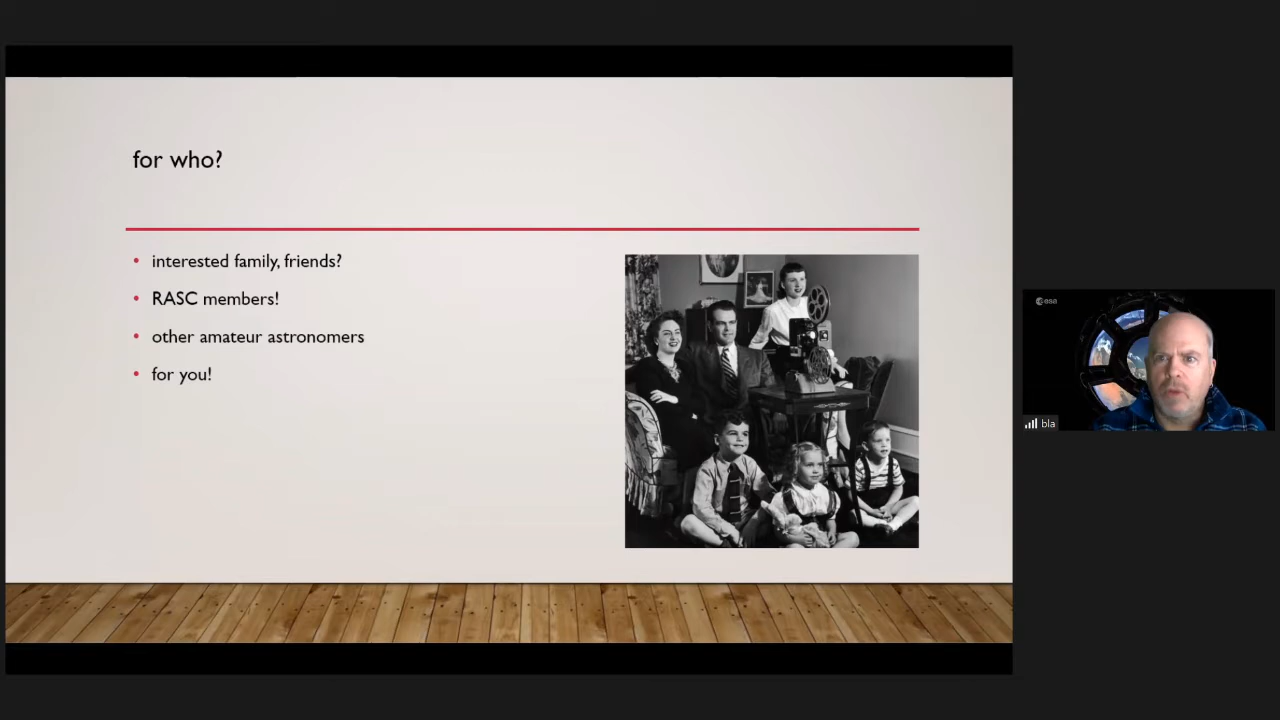 for who?
interested family, friends?
RASC members!
other amateur astronomers
for you!
esa
bla